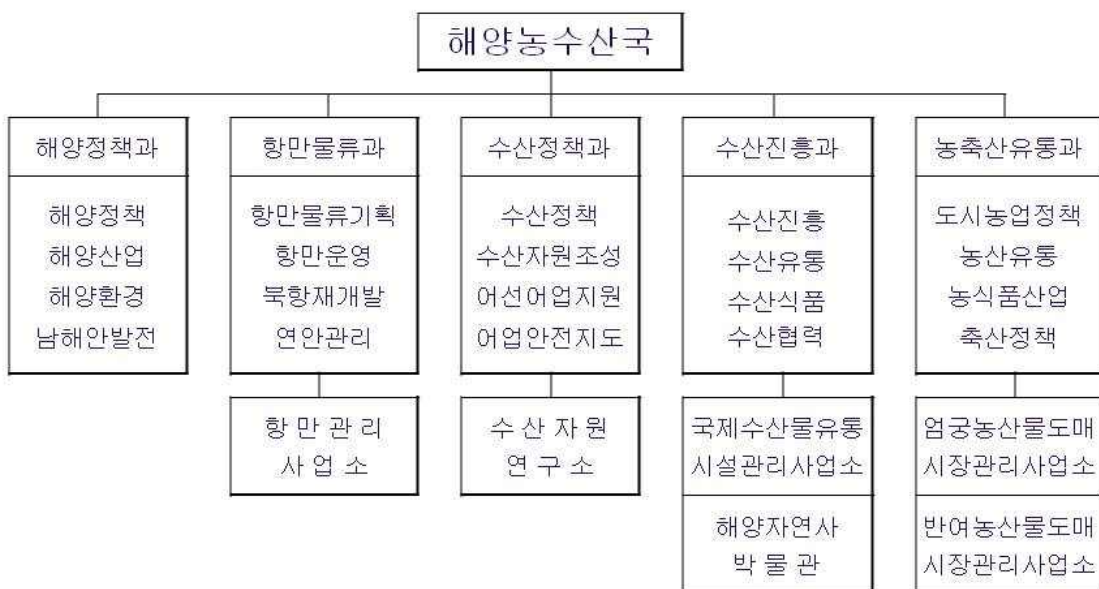 해양농수산국
해양정책과
해양정책
해양산업
해양환경
남해안발전
항만물류과
항만물류기획
항만운영
북항재개발
연안관리
항 만 관 리
사 업 소
수산정책과
수산정책
수산자원조성
어선어업지원
어업안전지도
수 산 자 원
연 구 소
수산진흥과
수산진흥
수산유통
수산식품
수산협력
국제수산물유통
시설관리사업소
해양자연사
박 물 관
농축산유통과
도시농업정책
농산유통
농식품산업
축산정책
엄궁농산물도매
시장관리사업소
반여농산물도매
시장관리사업소